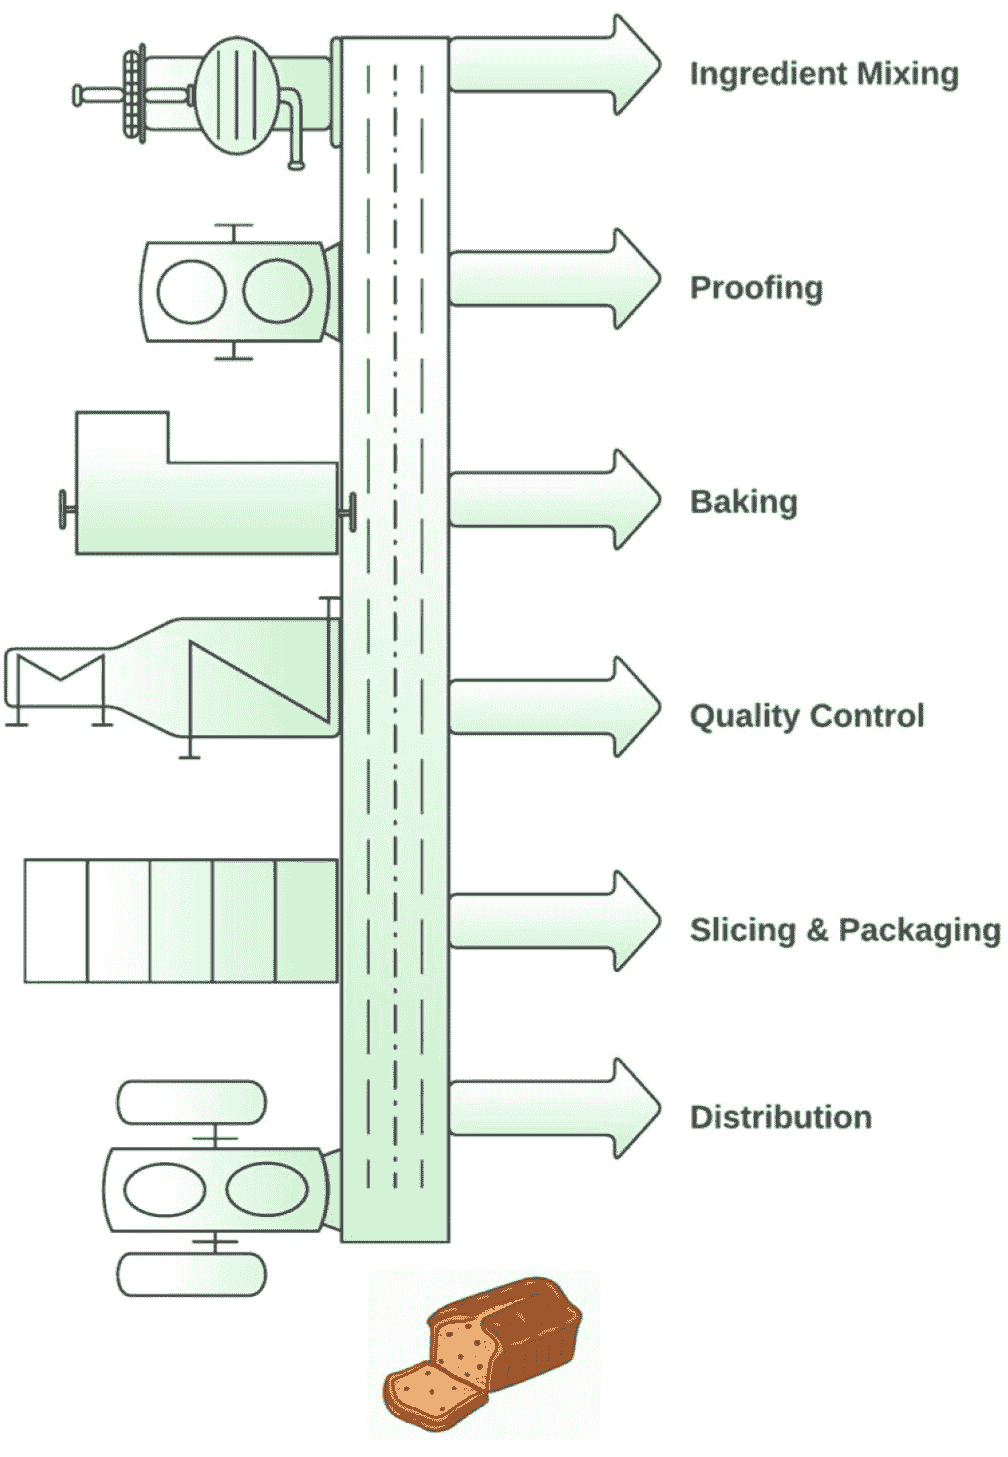 Ingredient Mixing
Proofing
Baking
Quality Control
Slicing & Packaging
Distribution